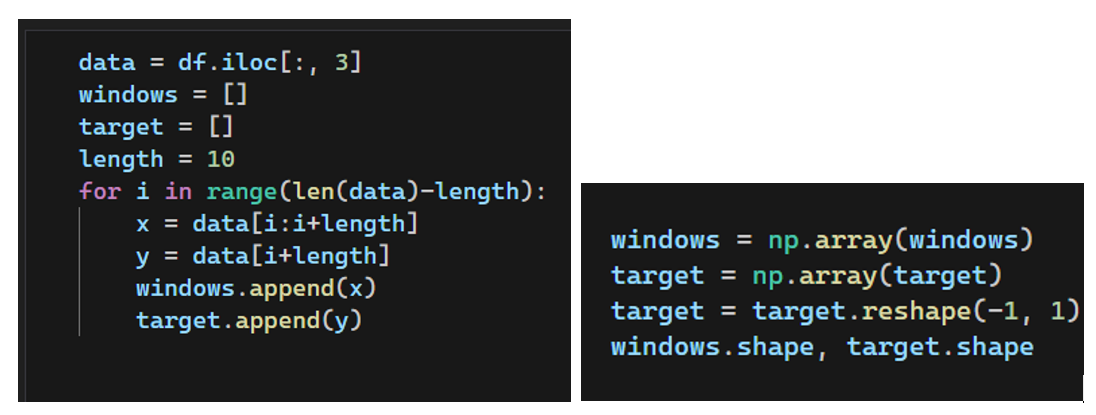 data = df.iloc[:, 3]
windows = []
target = []
length = 10
for i in range(len(data)-length):
    x = data[i:i+length]
    y = data[i+length]
    windows.append(x)
    target.append(y)
windows = np.array(windows)
target = np.array(target)
target = target.reshape(-1, 1)
windows.shape, target.shape